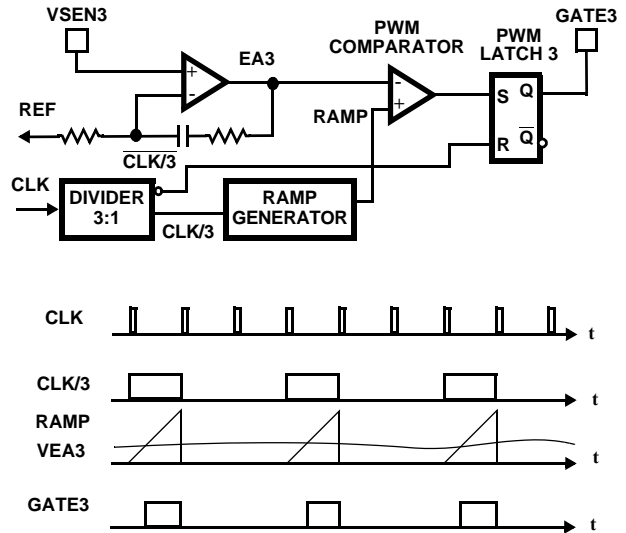 VSEN3
GATE3
PWM
COMPARATOR
PWM
LATCH 3
EA3
+
-
-
+
S Q
R Q
REF
RAMP
CLK/3
CLK
DIVIDER
3:1
RAMP
GENERATOR
CLK/3
CLK
t
CLK/3
t
RAMP
VEA3
t
GATE3
t